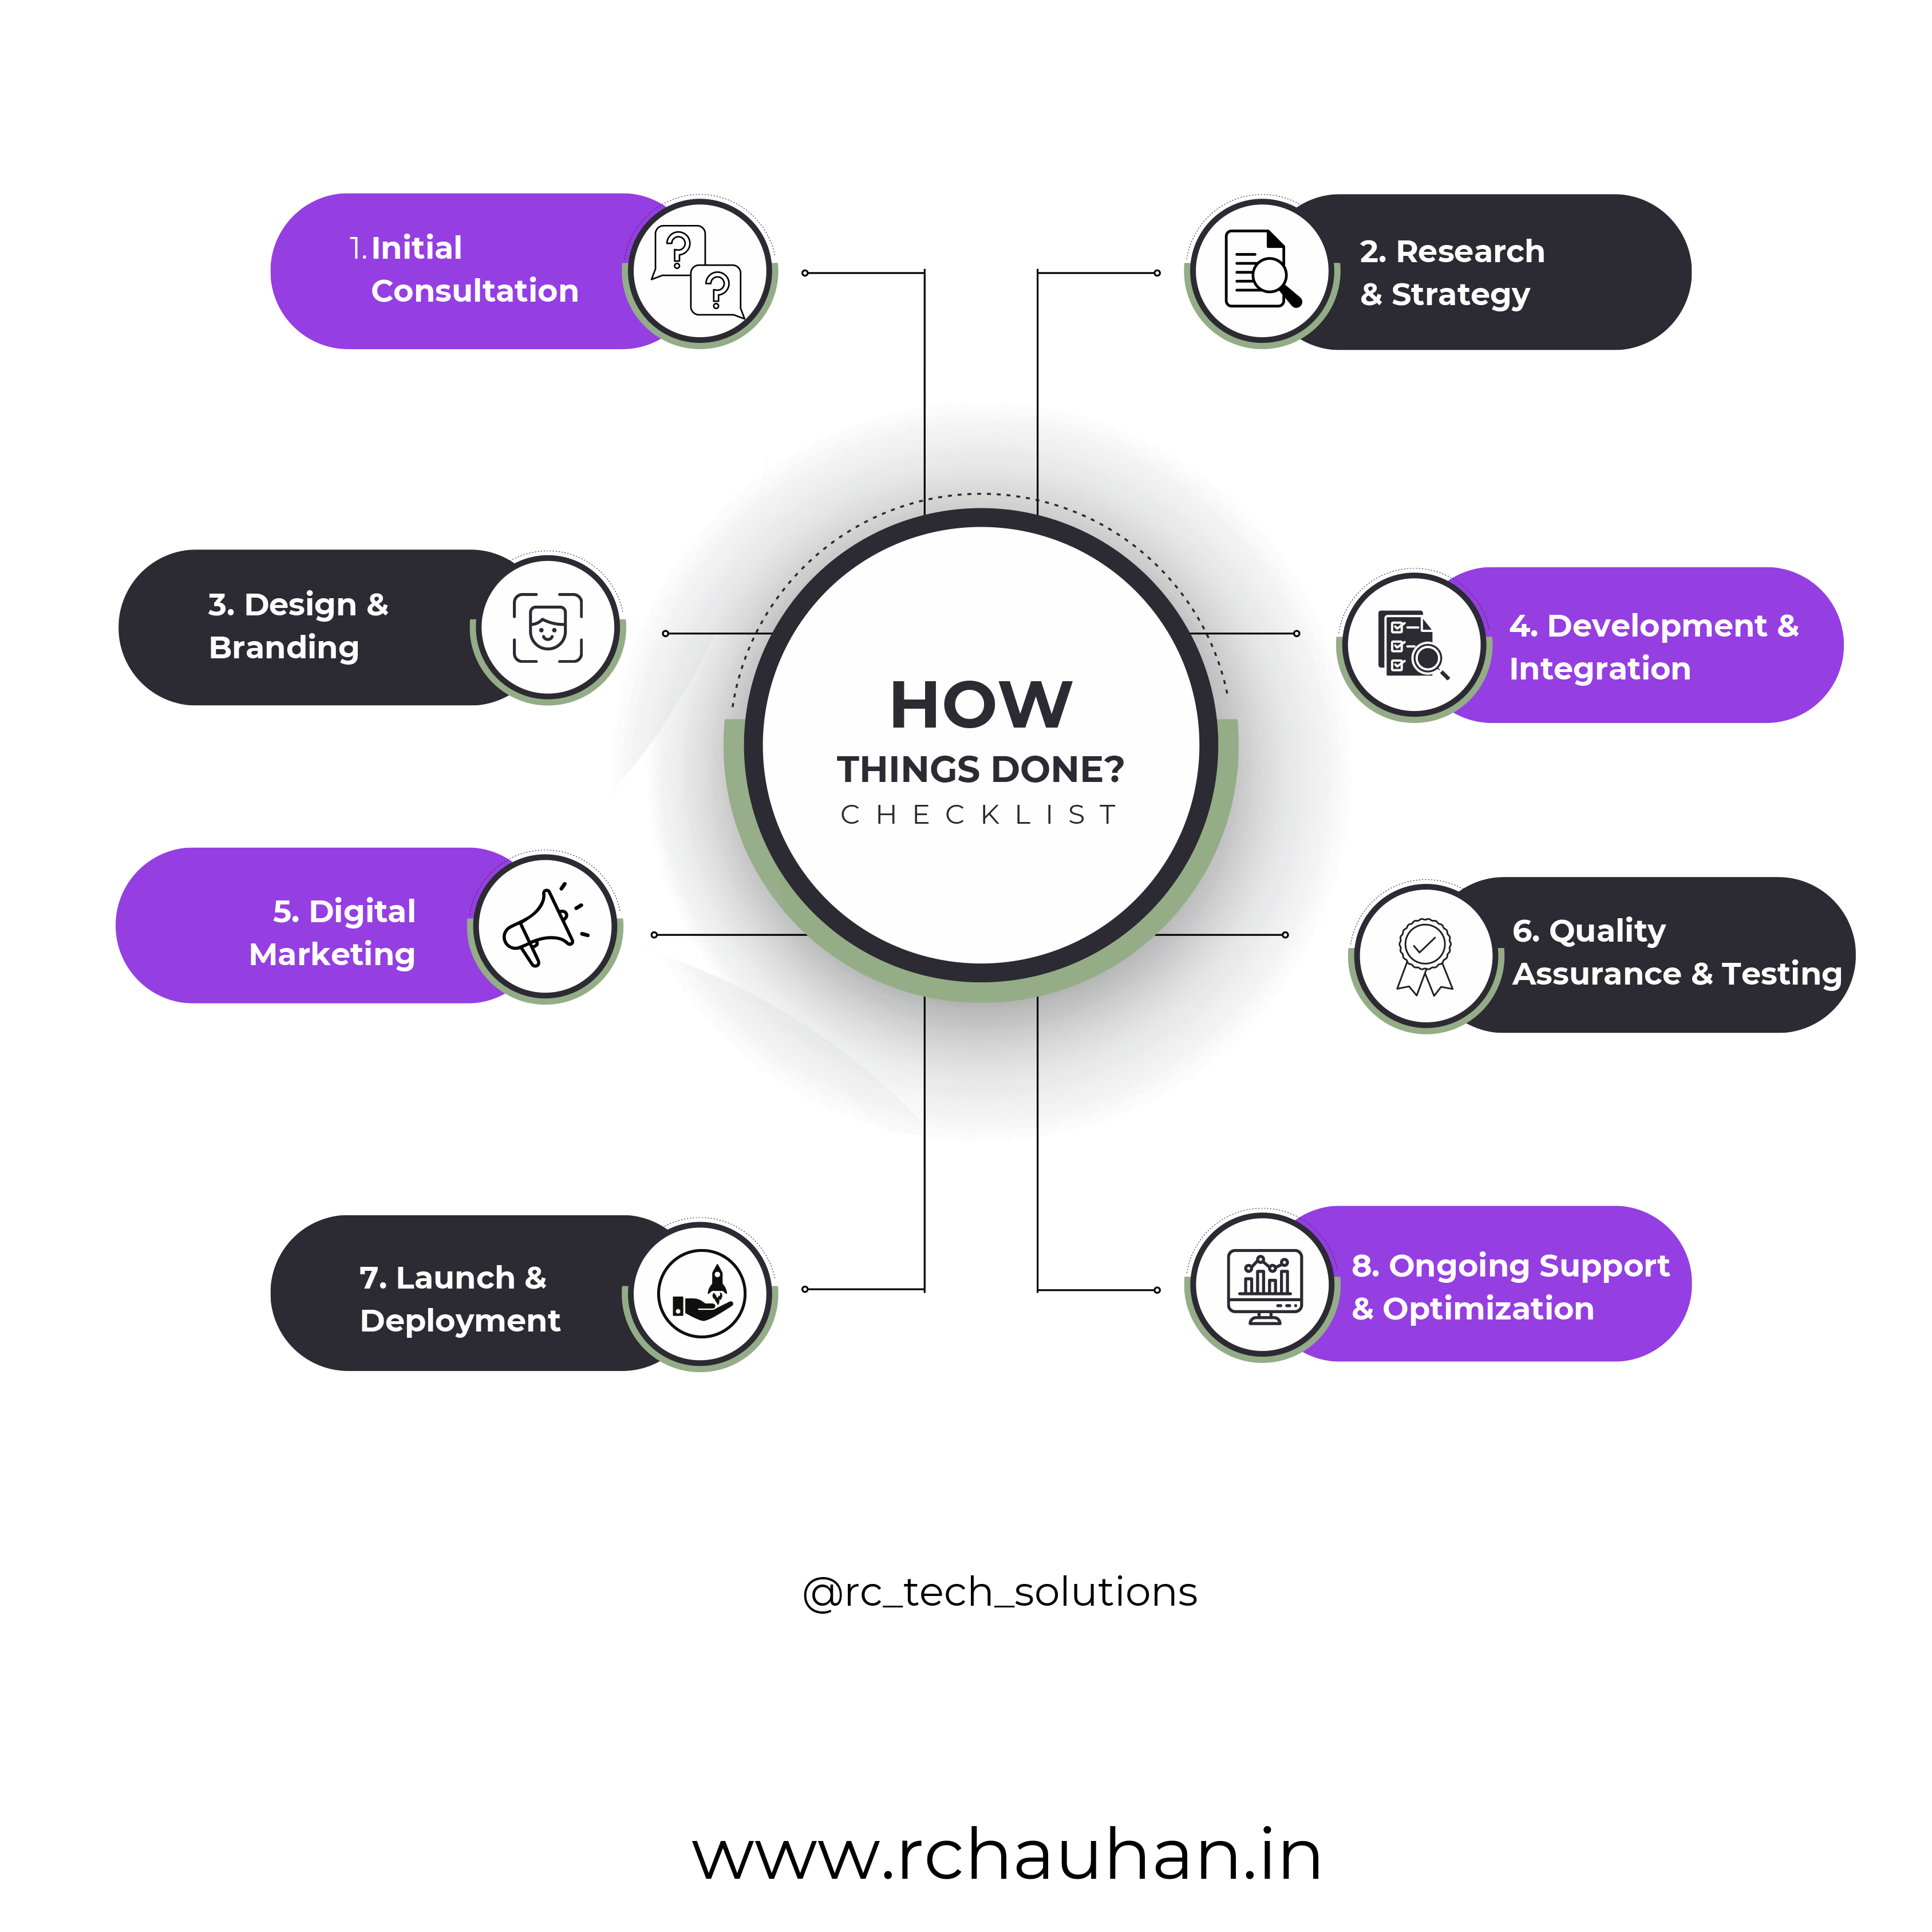 1. Initial
Consultation
2. Research
& Strategy
3. Design &
Branding
4. Development &
Integration
HOW
THINGS DONE?
CHECKLIST
5. Digital
Marketing
6. Quality
Assurance & Testing
7. Launch &
Deployment
8. Ongoing Support
& Optimization
@rc_tech_solutions
www.rchauhan.in